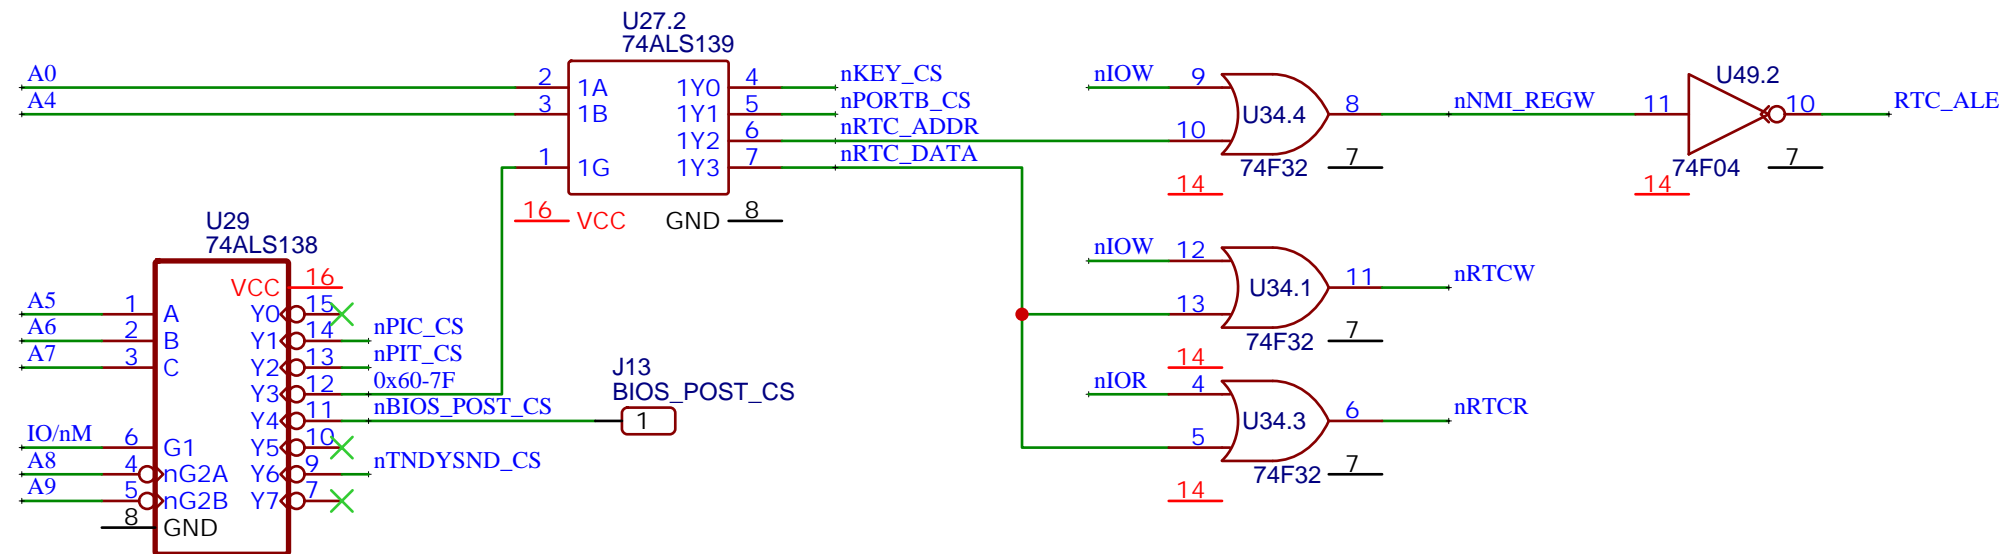 U27.2
74ALS139
A0
2
1A
1Y0
4
nKEY_CS
A4
3
1B
1Y1
5
nPORTB_CS
1Y2
6
nRTC_ADDR
1
1G
1Y3
7
nRTC_DATA
16
VCC
GND
8
nIOW
9
10
U34.4
74F32
8
7
14
nNMI_REGW
U49.2
11
10
RTC_ALE
74F04
7
14
U29
74ALS138
VCC
16
A5
1
A
Y0
15
A6
2
B
Y1
14
nPIC_CS
A7
3
C
Y2
13
nPIT_CS
Y3
12
0x60-7F
Y4
11
nBIOS_POST_CS
IO/nM
6
G1
Y5
10
A8
4
nG2A
Y6
9
nTNDYSND_CS
A9
5
nG2B
Y7
7
8
GND
J13
BIOS_POST_CS
1
nIOW
12
13
U34.1
74F32
11
nRTCW
7
14
nIOR
4
5
U34.3
74F32
6
nRTCR
7
14